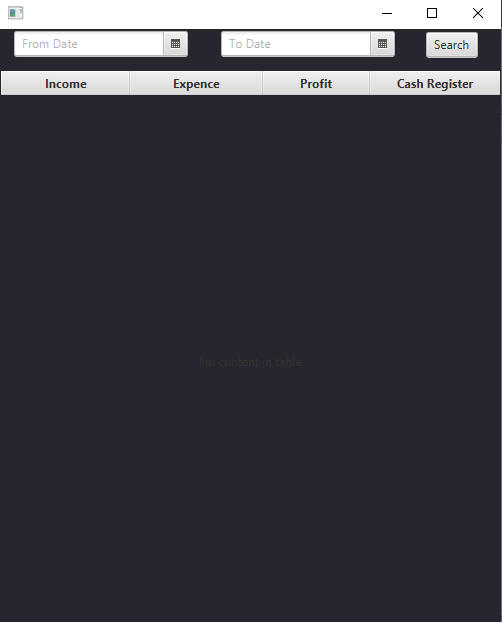 From Date To Date Search
Income Expence Profit Cash Register
No content in table